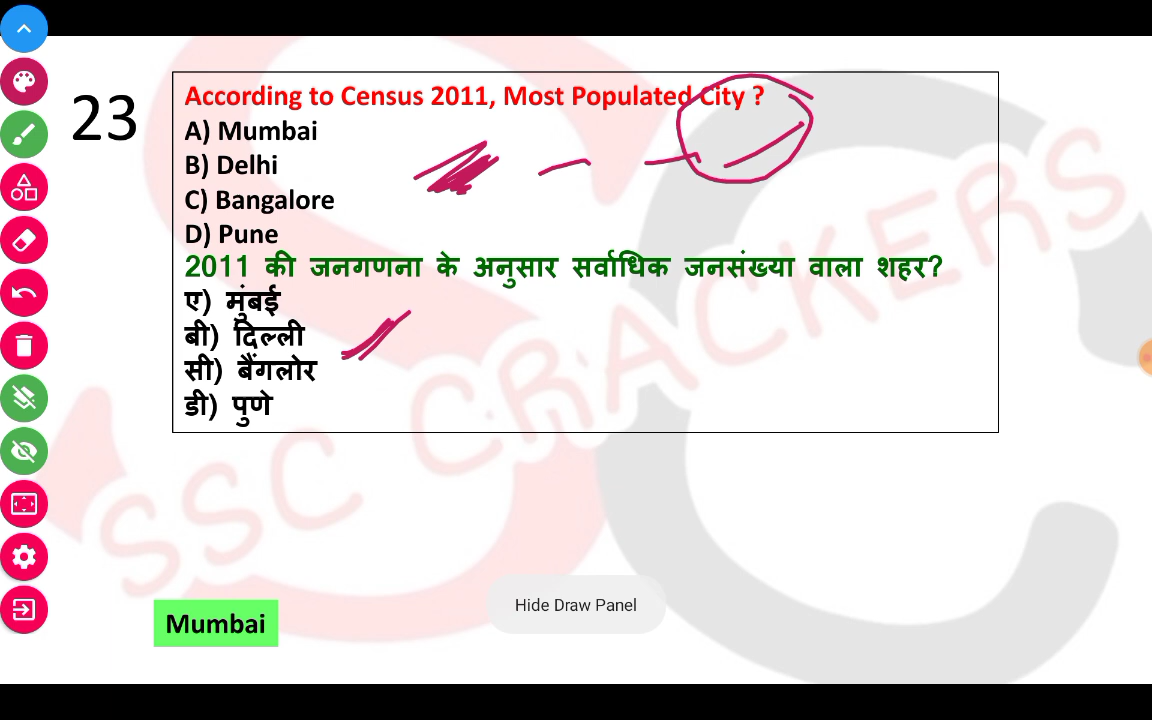 23
According to Census 2011, Most Populated City ?
A) Mumbai
B) Delhi
C) Bangalore
D) Pune
2011 की जनगणना के अनुसार सर्वाधिक जनसंख्या वाला शहर?
ए) मुंबई
बी) दिल्ली
सी) बैंगलोर
डी) पुणे
SSC CRACKERS
Mumbai
Hide Draw Panel